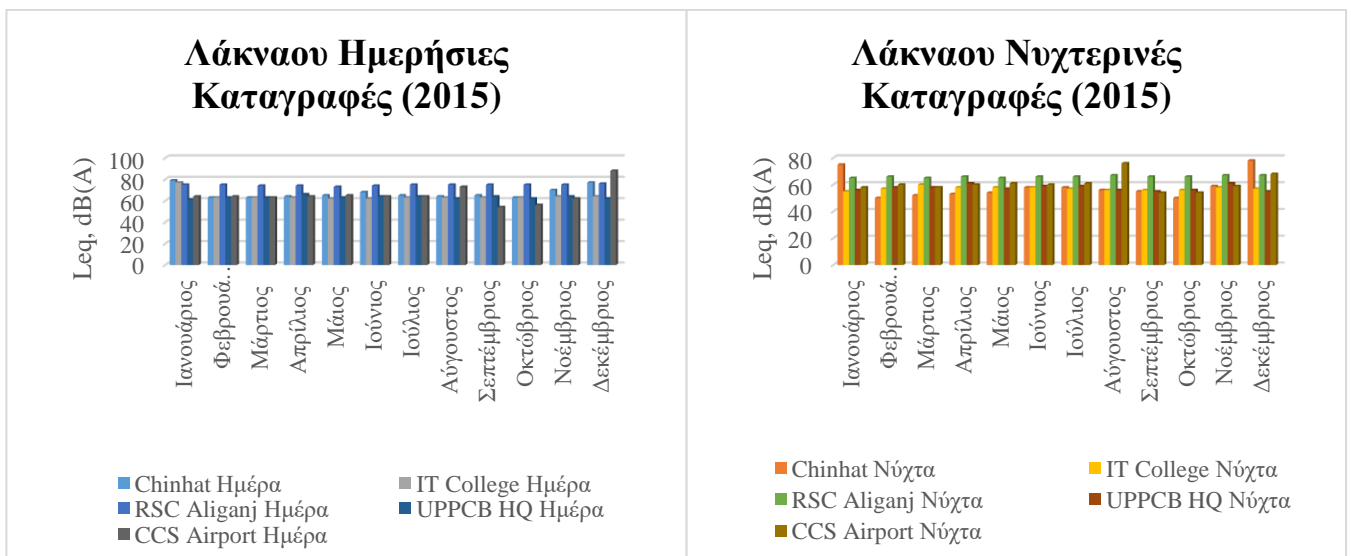 Λάκναου Ημερήσιες
Καταγραφές (2015)
Leq, dB(A)
100
80
60
40
20
0
Ιανουάριος
Φεβρουά…
Μάρτιος
Απρίλιος
Μάιος
Ιούνιος
Ιούλιος
Αύγουστος
Σεπτέμβριος
Οκτώβριος
Νοέμβριος
Δεκέμβριος
Chinhat Ημέρα
IT College Ημέρα
RSC Aliganj Ημέρα
UPPCB HQ Ημέρα
CCS Airport Ημέρα
Λάκναου Νυχτερινές
Καταγραφές (2015)
Leq, dB(A)
80
60
40
20
0
Ιανουάριος
Φεβρουά…
Μάρτιος
Απρίλιος
Μάιος
Ιούνιος
Ιούλιος
Αύγουστος
Σεπτέμβριος
Οκτώβριος
Νοέμβριος
Δεκέμβριος
Chinhat Νύχτα
IT College Νύχτα
RSC Aliganj Νύχτα
UPPCB HQ Νύχτα
CCS Airport Νύχτα